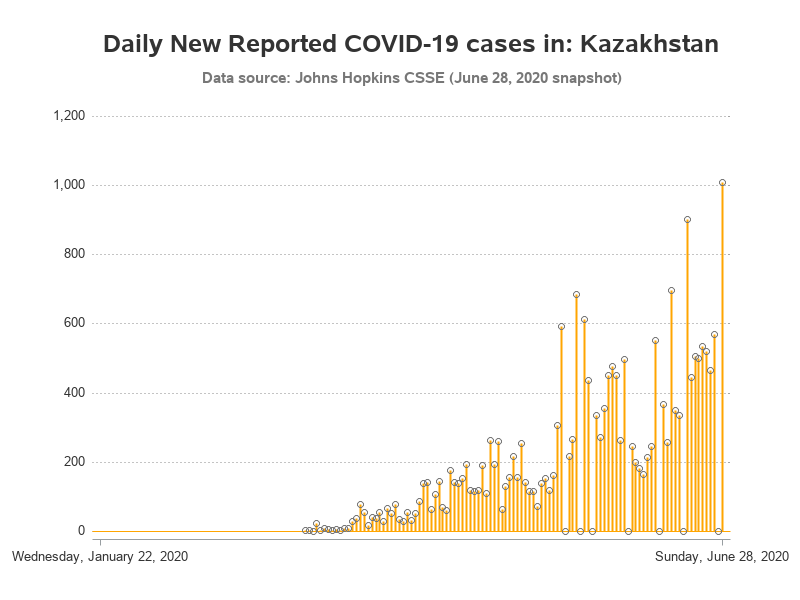 Daily New Reported COVID-19 cases in: Kazakhstan
Data source: Johns Hopkins CSSE (June 28, 2020 snapshot)
1,200
1,000
800
600
400
200
0
Wednesday, January 22, 2020
Sunday, June 28, 2020